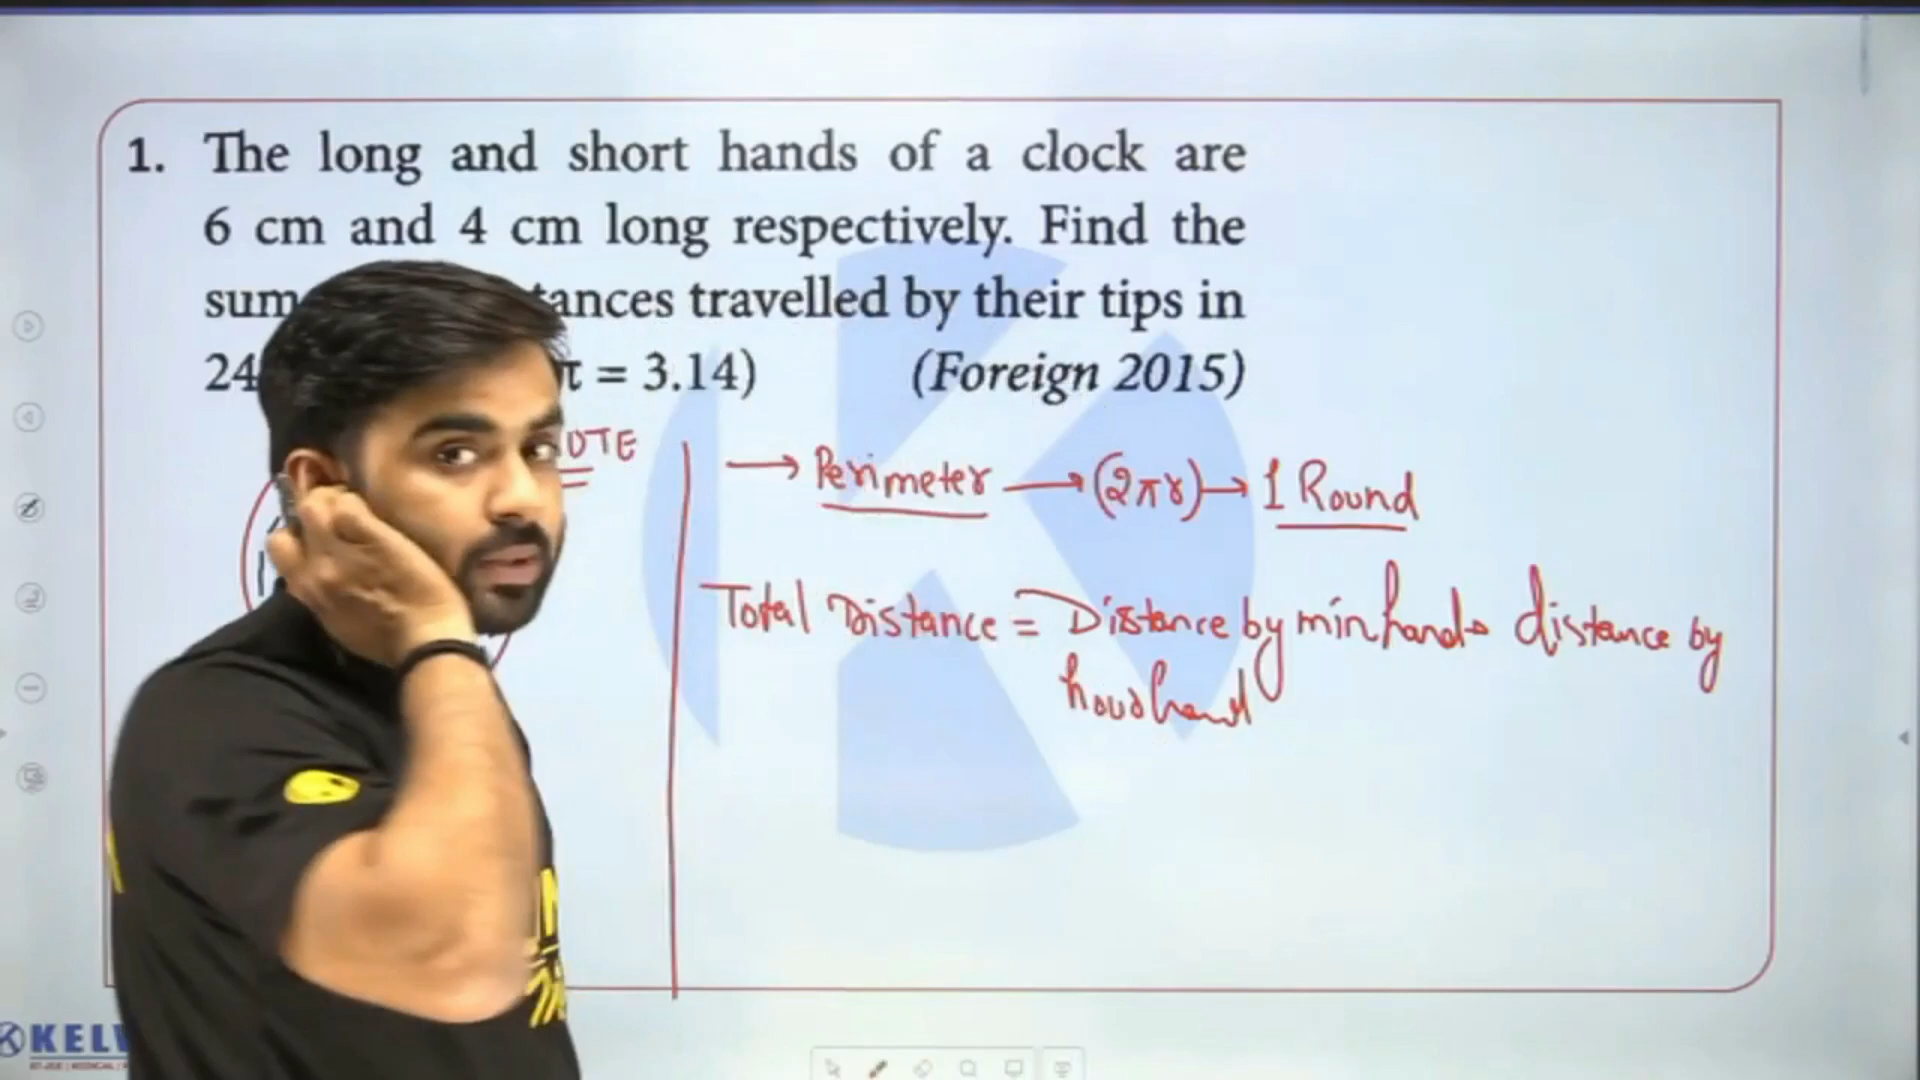 1. The long and short hands of a clock are
6 cm and 4 cm long respectively. Find the
sum tances travelled by their tips in
24 π = 3.14) (Foreign 2015)
OTE
→ Perimeter → (2πr) → 1 Round
Total Distance = Distance by min hand + distance by
hour hand
KELV